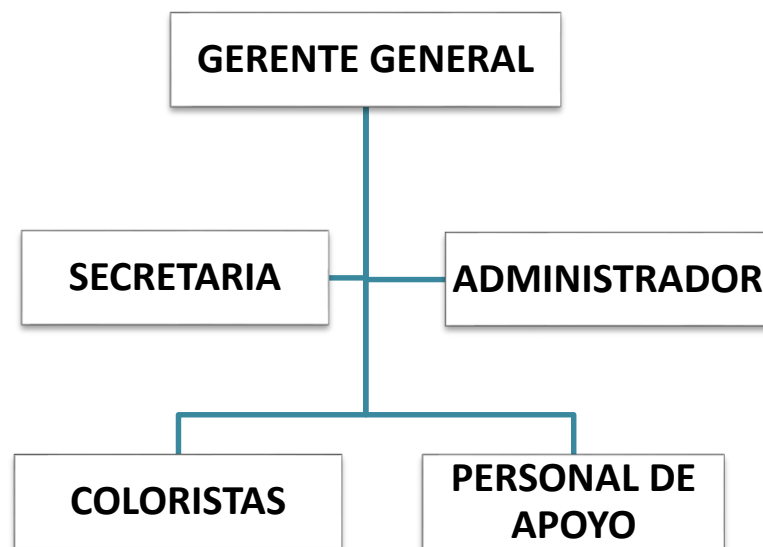 GERENTE GENERAL
SECRETARIA
ADMINISTRADOR
COLORISTAS
PERSONAL DE
APOYO